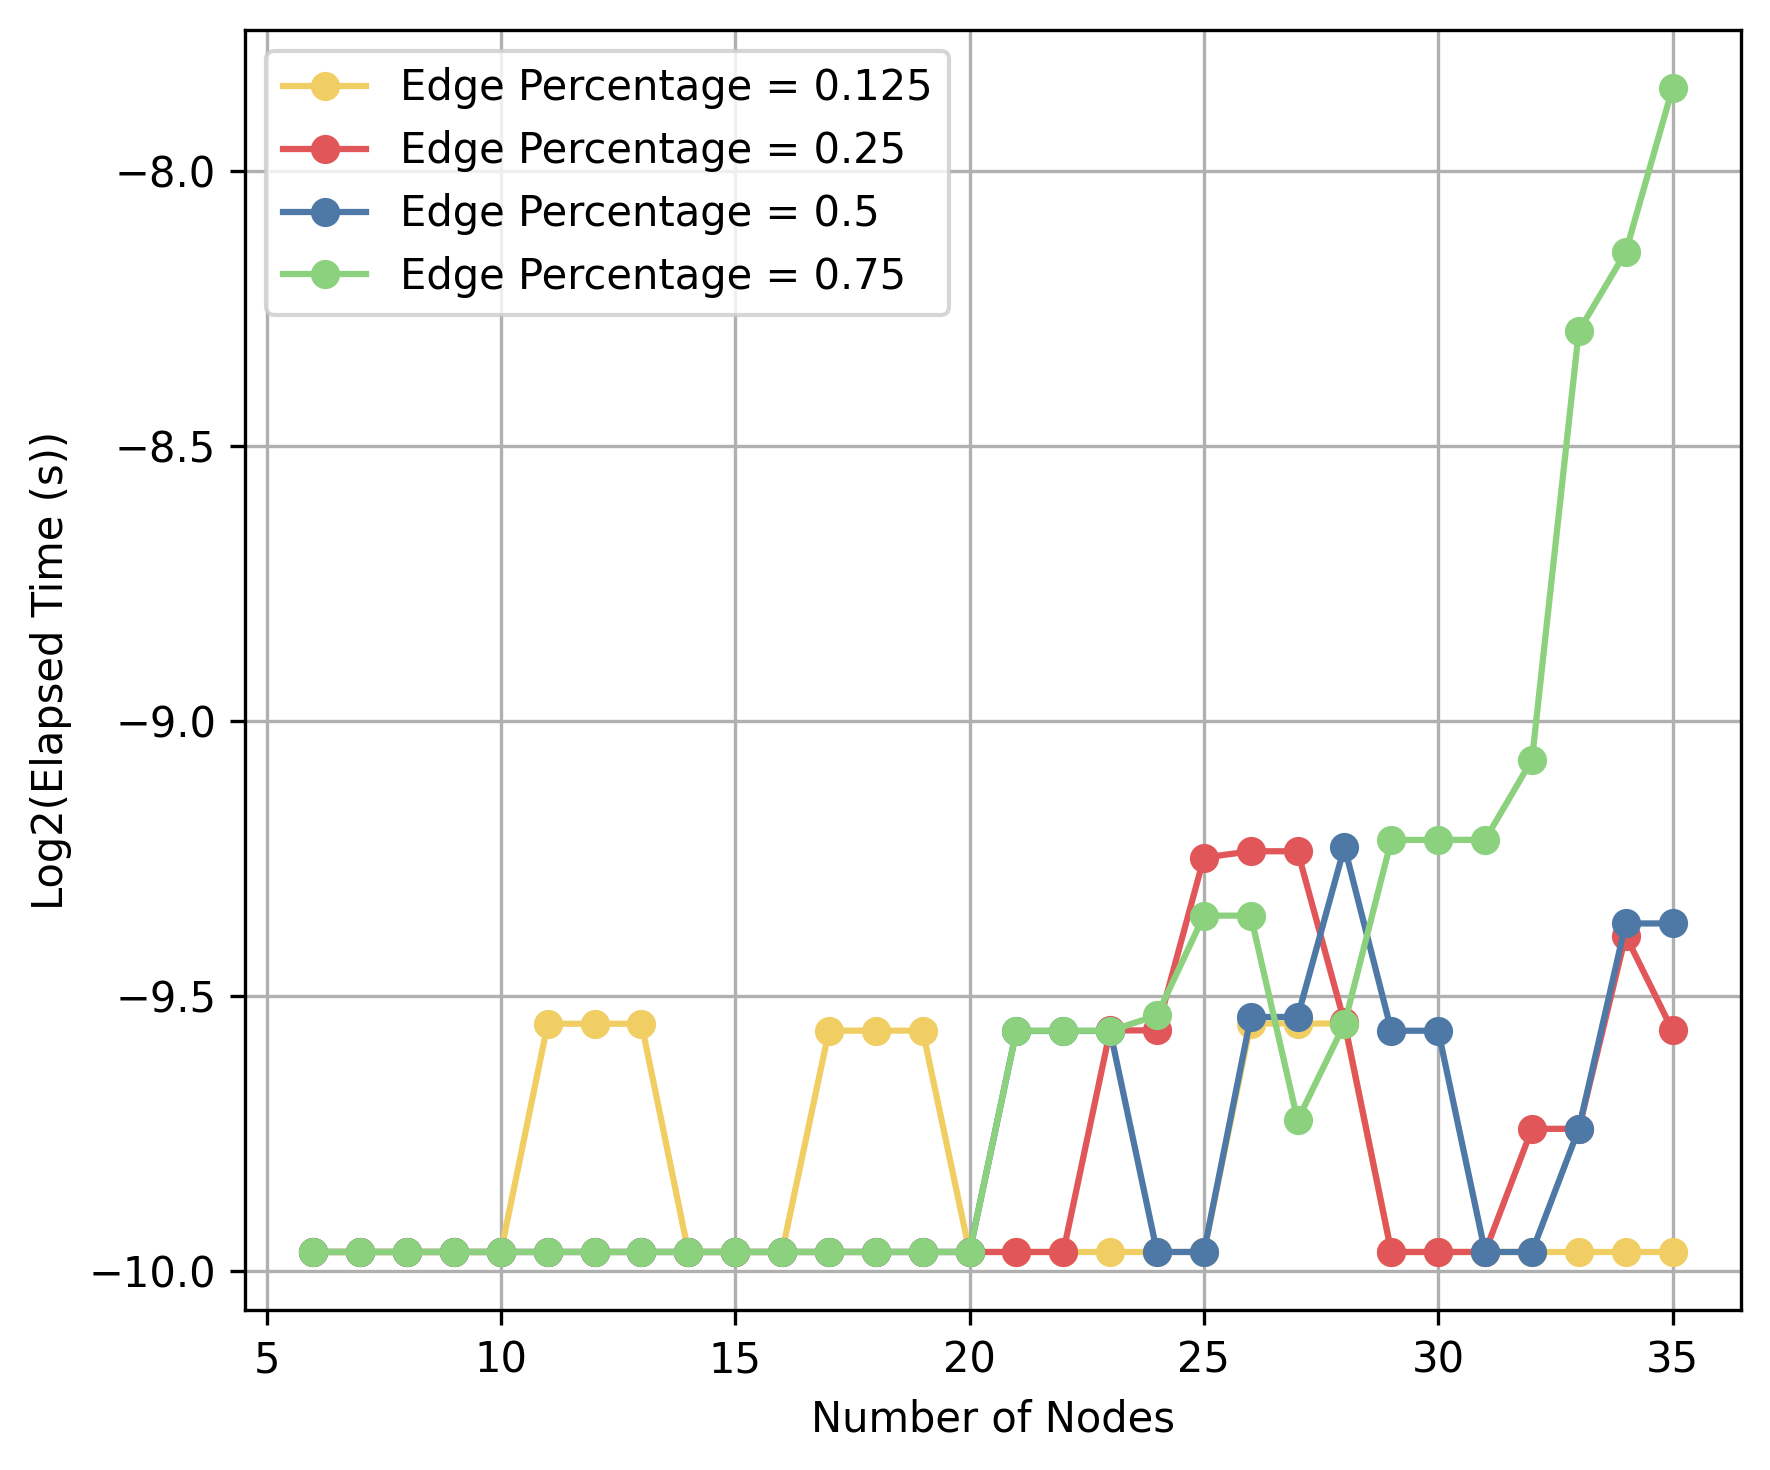 Edge Percentage = 0.125
Edge Percentage = 0.25
Edge Percentage = 0.5
Edge Percentage = 0.75
−8.0
−8.5
−9.0
−9.5
−10.0
Log2(Elapsed Time (s))
5 10 15 20 25 30 35
Number of Nodes